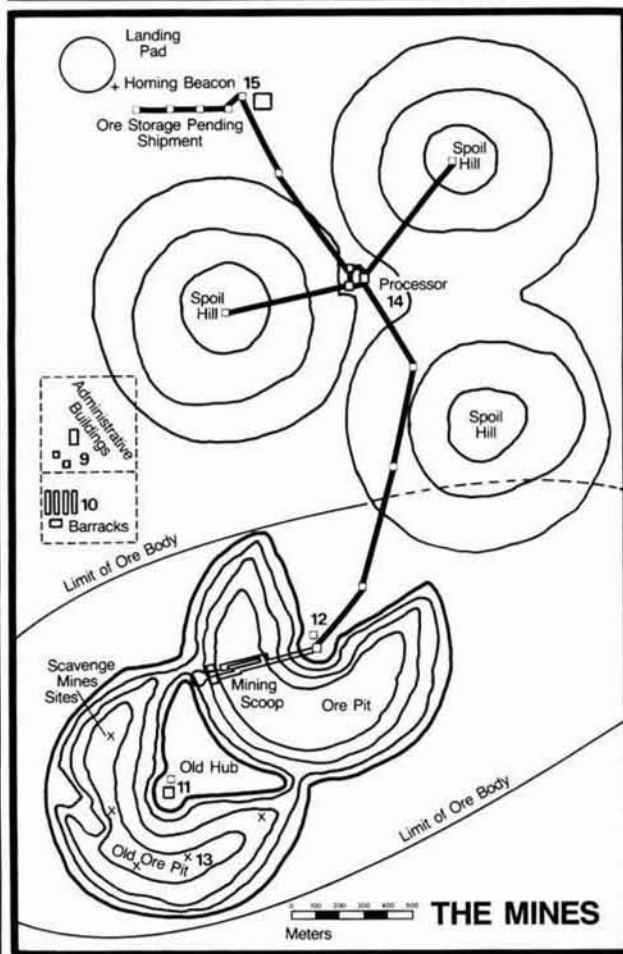 Landing
Pad
+ Homing Beacon 15
Ore Storage Pending
Shipment
Spoil
Hill
Processor
14
Spoil
Hill
Administrative
Buildings
9
Spoil
Hill
10
Barracks
Limit of Ore Body
12
Scavenge
Mines
Sites
Mining
Scoop
Ore Pit
Old Hub
11
Limit of Ore Body
Old Ore Pit
13
0 100 200 300 400 500
Meters
THE MINES